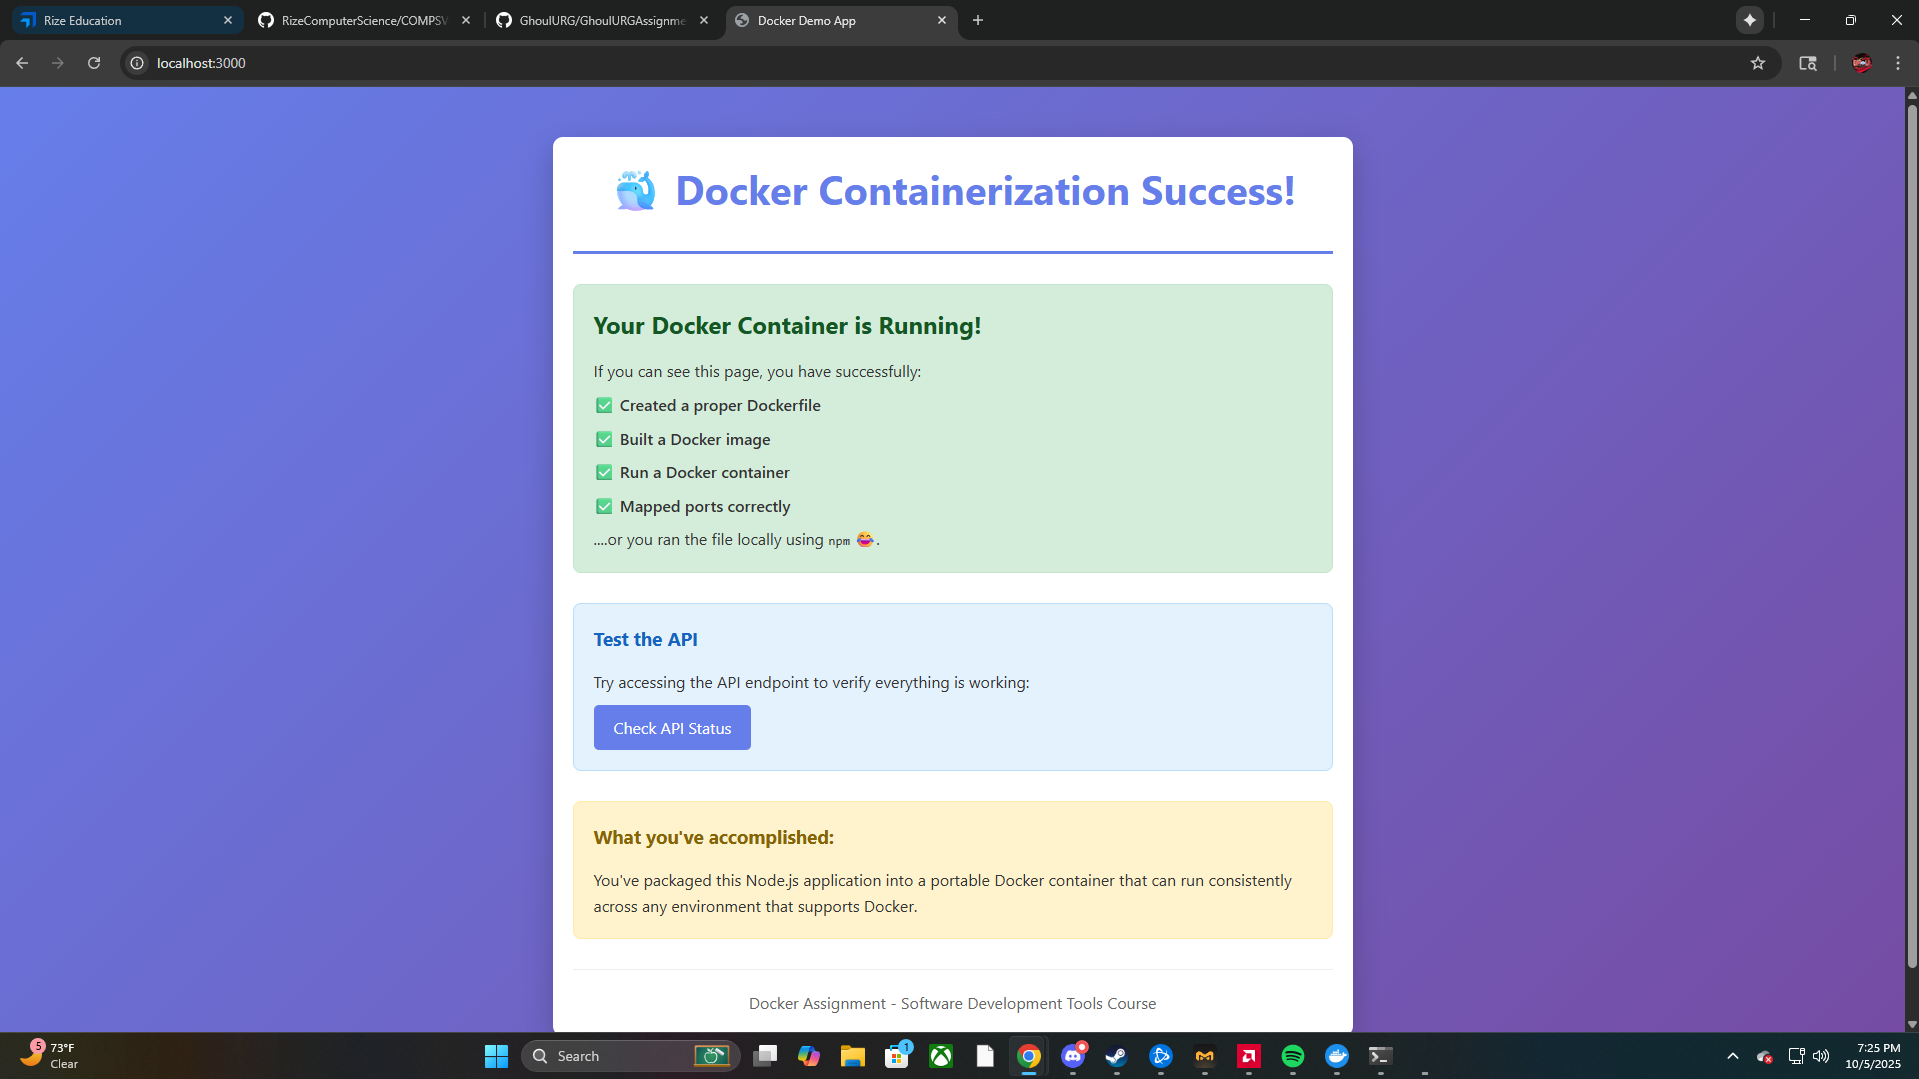 Rize Education
RizeComputerScience/COMPSV
GhoulURG/GhoulURGAssignme
Docker Demo App
localhost:3000
Docker Containerization Success!
Your Docker Container is Running!
If you can see this page, you have successfully:
✅ Created a proper Dockerfile
✅ Built a Docker image
✅ Run a Docker container
✅ Mapped ports correctly
....or you ran the file locally using npm 😂.
Test the API
Try accessing the API endpoint to verify everything is working:
Check API Status
What you've accomplished:
You've packaged this Node.js application into a portable Docker container that can run consistently
across any environment that supports Docker.
Docker Assignment - Software Development Tools Course
5
73°F
Clear
Search
1
7:25 PM
10/5/2025